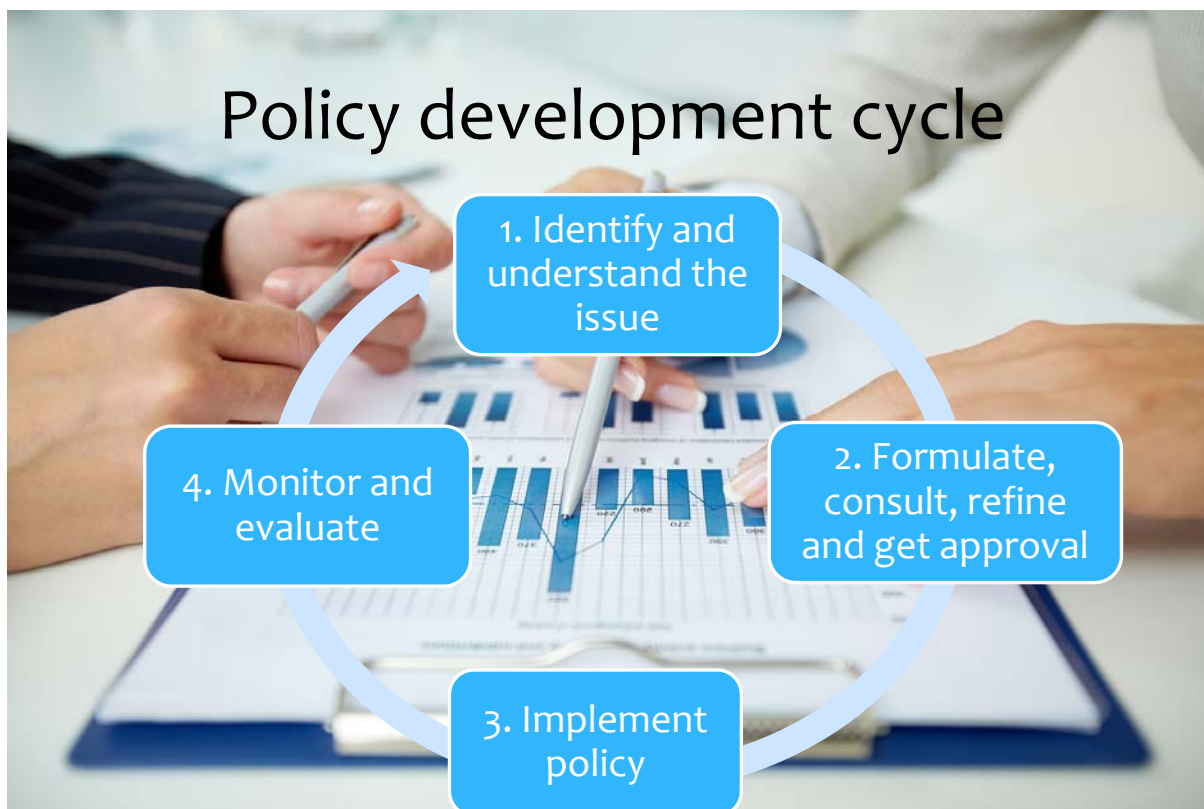 Policy development cycle
1. Identify and
understand the
issue
2. Formulate,
consult, refine
and get approval
3. Implement
policy
4. Monitor and
evaluate